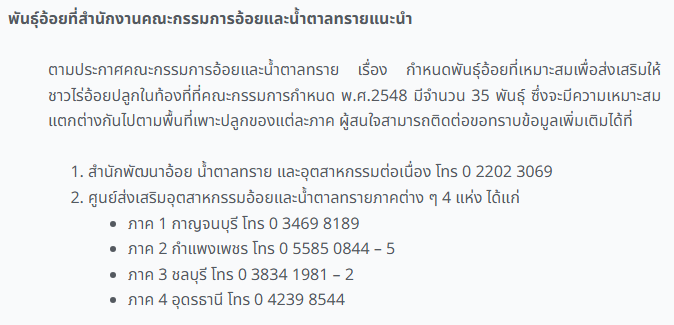 พันธุ์อ้อยที่สำนักงานคณะกรรมการอ้อยและน้ำตาลทรายแนะนำ
ตามประกาศคณะกรรมการอ้อยและน้ำตาลทราย เรื่อง กำหนดพันธุ์อ้อยที่เหมาะสมเพื่อส่งเสริมให้
ชาวไร่อ้อยปลูกในท้องที่ที่คณะกรรมการกำหนด พ.ศ.2548 มีจำนวน 35 พันธุ์ ซึ่งจะมีความเหมาะสม
แตกต่างกันไปตามพื้นที่เพาะปลูกของแต่ละภาค ผู้สนใจสามารถติดต่อขอทราบข้อมูลเพิ่มเติมได้ที่
1. สำนักพัฒนาอ้อย น้ำตาลทราย และอุตสาหกรรมต่อเนื่อง โทร 0 2202 3069
2. ศูนย์ส่งเสริมอุตสาหกรรมอ้อยและน้ำตาลทรายภาคต่าง ๆ 4 แห่ง ได้แก่
• ภาค 1 กาญจนบุรี โทร 0 3469 8189
• ภาค 2 กำแพงเพชร โทร 0 5585 0844 – 5
• ภาค 3 ชลบุรี โทร 0 3834 1981 – 2
• ภาค 4 อุดรธานี โทร 0 4239 8544